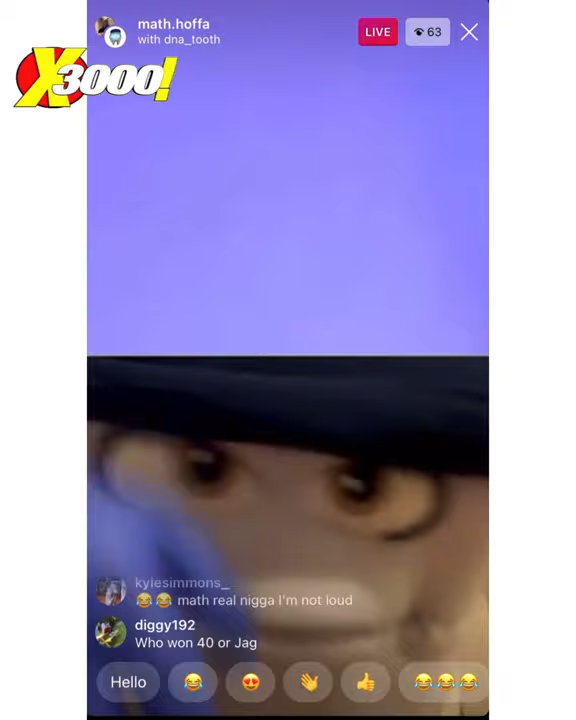 math.hoffa
with dna_tooth
LIVE
63
X3000!
kylesimmons_
😂😂 math real nigga I'm not loud
diggy192
Who won 40 or Jag
Hello 😂 😍 👋 👍 😂😂😂